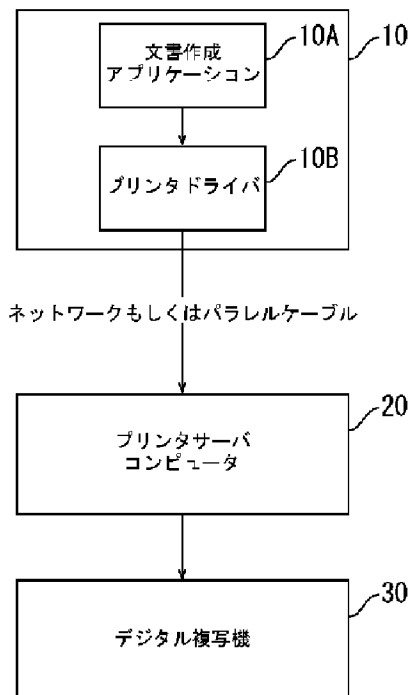 文書作成
アプリケーション
10A
10
プリンタドライバ
10B
ネットワークもしくはパラレルケーブル
プリンタサーバ
コンピュータ
20
デジタル複写機
30